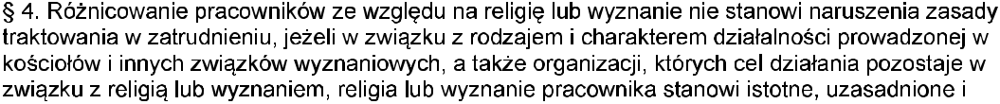 § 4. Różnicowanie pracowników ze względu na religię lub wyznanie nie stanowi naruszenia zasady
traktowania w zatrudnieniu, jeżeli w związku z rodzajem i charakterem działalności prowadzonej w
kościołów i innych związków wyznaniowych, a także organizacji, których cel działania pozostaje w
związku z religią lub wyznaniem, religia lub wyznanie pracownika stanowi istotne, uzasadnione i